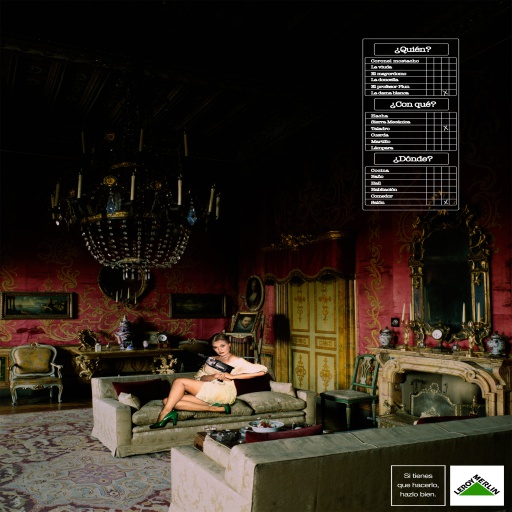 ¿Quién?
Coronel mostacho
La viuda
El mayordomo
La doncella
El profesor Plum
La dama blanca
¿Con qué?
Hacha
Sierra Mecánica
Taladro
Cuerda
Martillo
Lámpara
¿Dónde?
Cocina
Baño
Hall
Habitación
Comedor
Salón
Si tienes
que hacerlo,
hazlo bien.
LEROY MERLIN